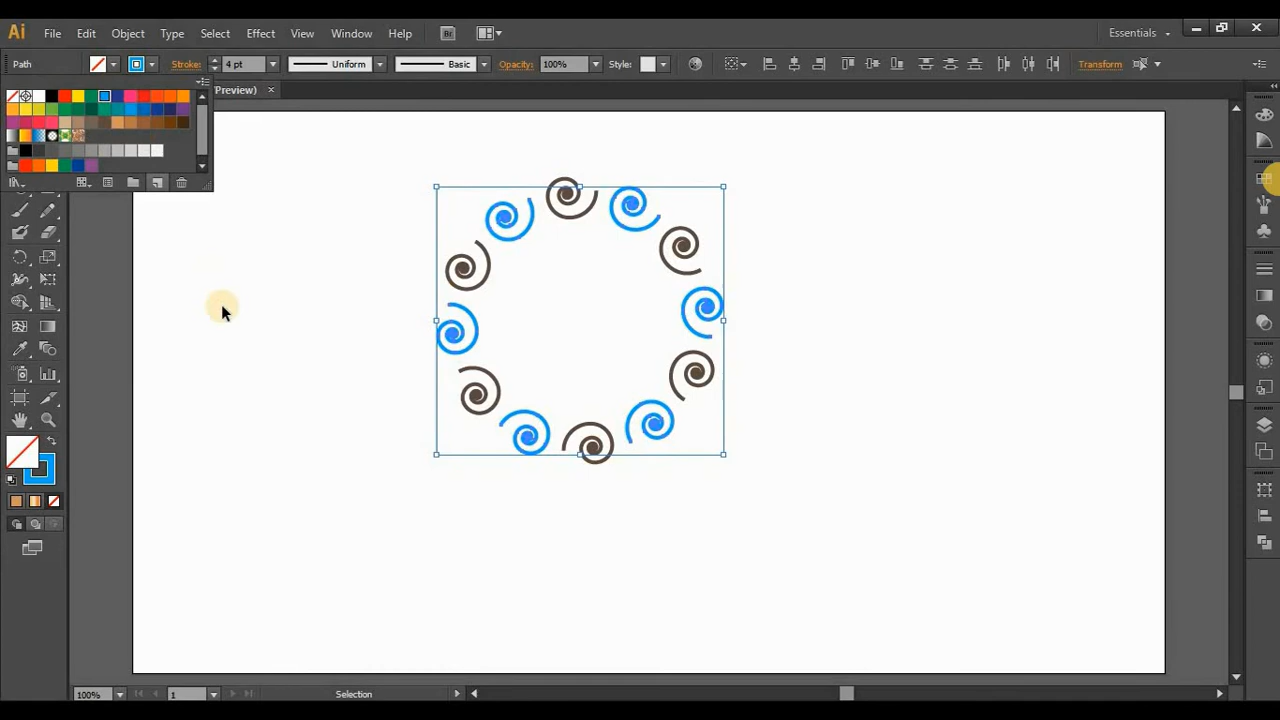 Ai File Edit Object Type Select Effect View Window Help Br Essentials
Path Stroke: 4 pt Uniform Basic Opacity: 100% Style: Transform
Preview)
100% 1 Selection